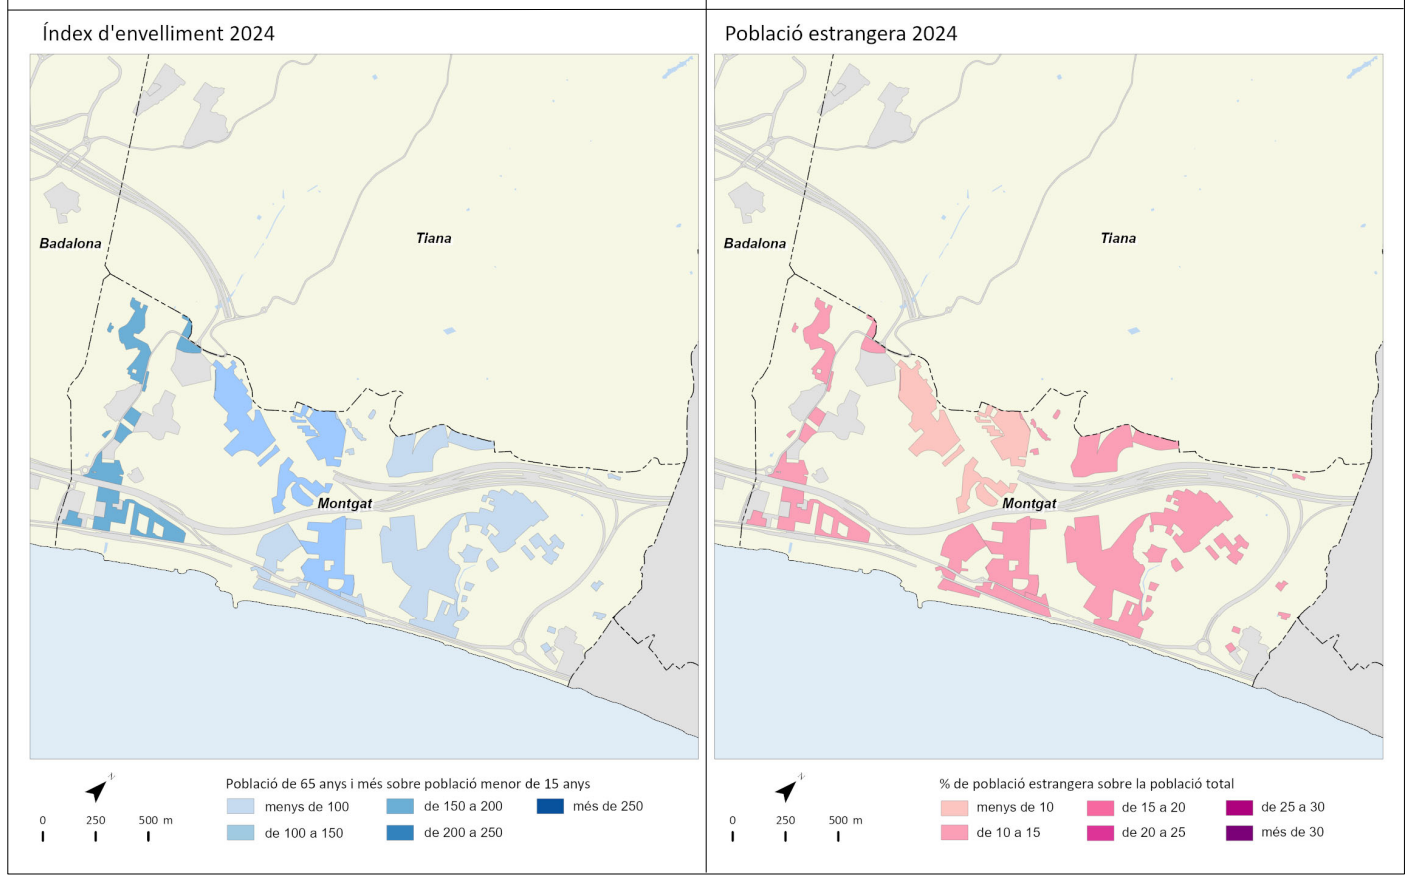 Índex d'envelliment 2024
Badalona
Tiana
Montgat
Població de 65 anys i més sobre població menor de 15 anys
menys de 100
de 150 a 200
més de 250
de 100 a 150
de 200 a 250
N
0 250 500 m
Població estrangera 2024
Badalona
Tiana
Montgat
% de població estrangera sobre la població total
menys de 10
de 15 a 20
de 25 a 30
de 10 a 15
de 20 a 25
més de 30
N
0 250 500 m